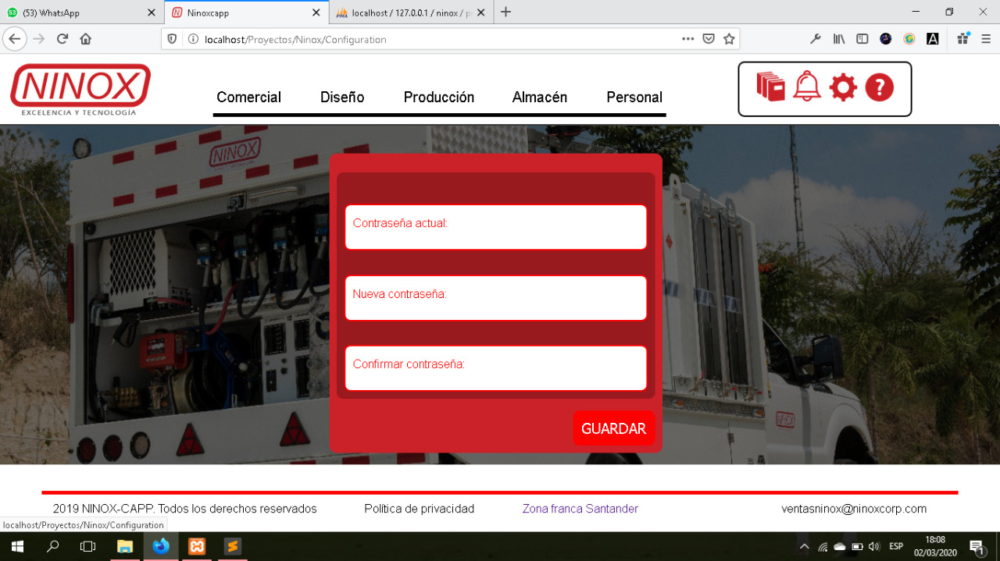 (53) WhatsApp
Ninoxcapp
localhost / 127.0.0.1 / ninox / p
localhost/Proyectos/Ninox/Configuration
NINOX
EXCELENCIA Y TECNOLOGÍA
Comercial Diseño Producción Almacén Personal
NINOX
Contraseña actual:
Nueva contraseña:
Confirmar contraseña:
GUARDAR
NINOX
2019 NINOX-CAPP. Todos los derechos reservados Política de privacidad Zona franca Santander ventasninox@ninoxcorp.com
localhost/Proyectos/Ninox/Configuration
ESP
18:08
02/03/2020
1